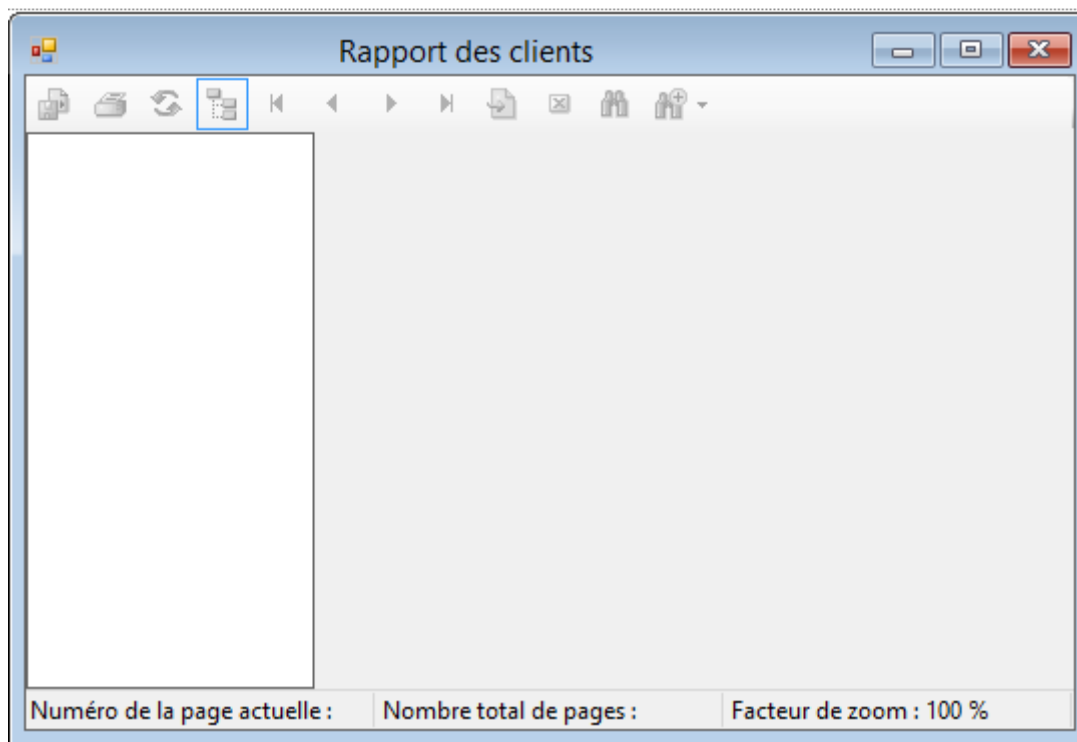 Rapport des clients
Numéro de la page actuelle : Nombre total de pages : Facteur de zoom : 100 %